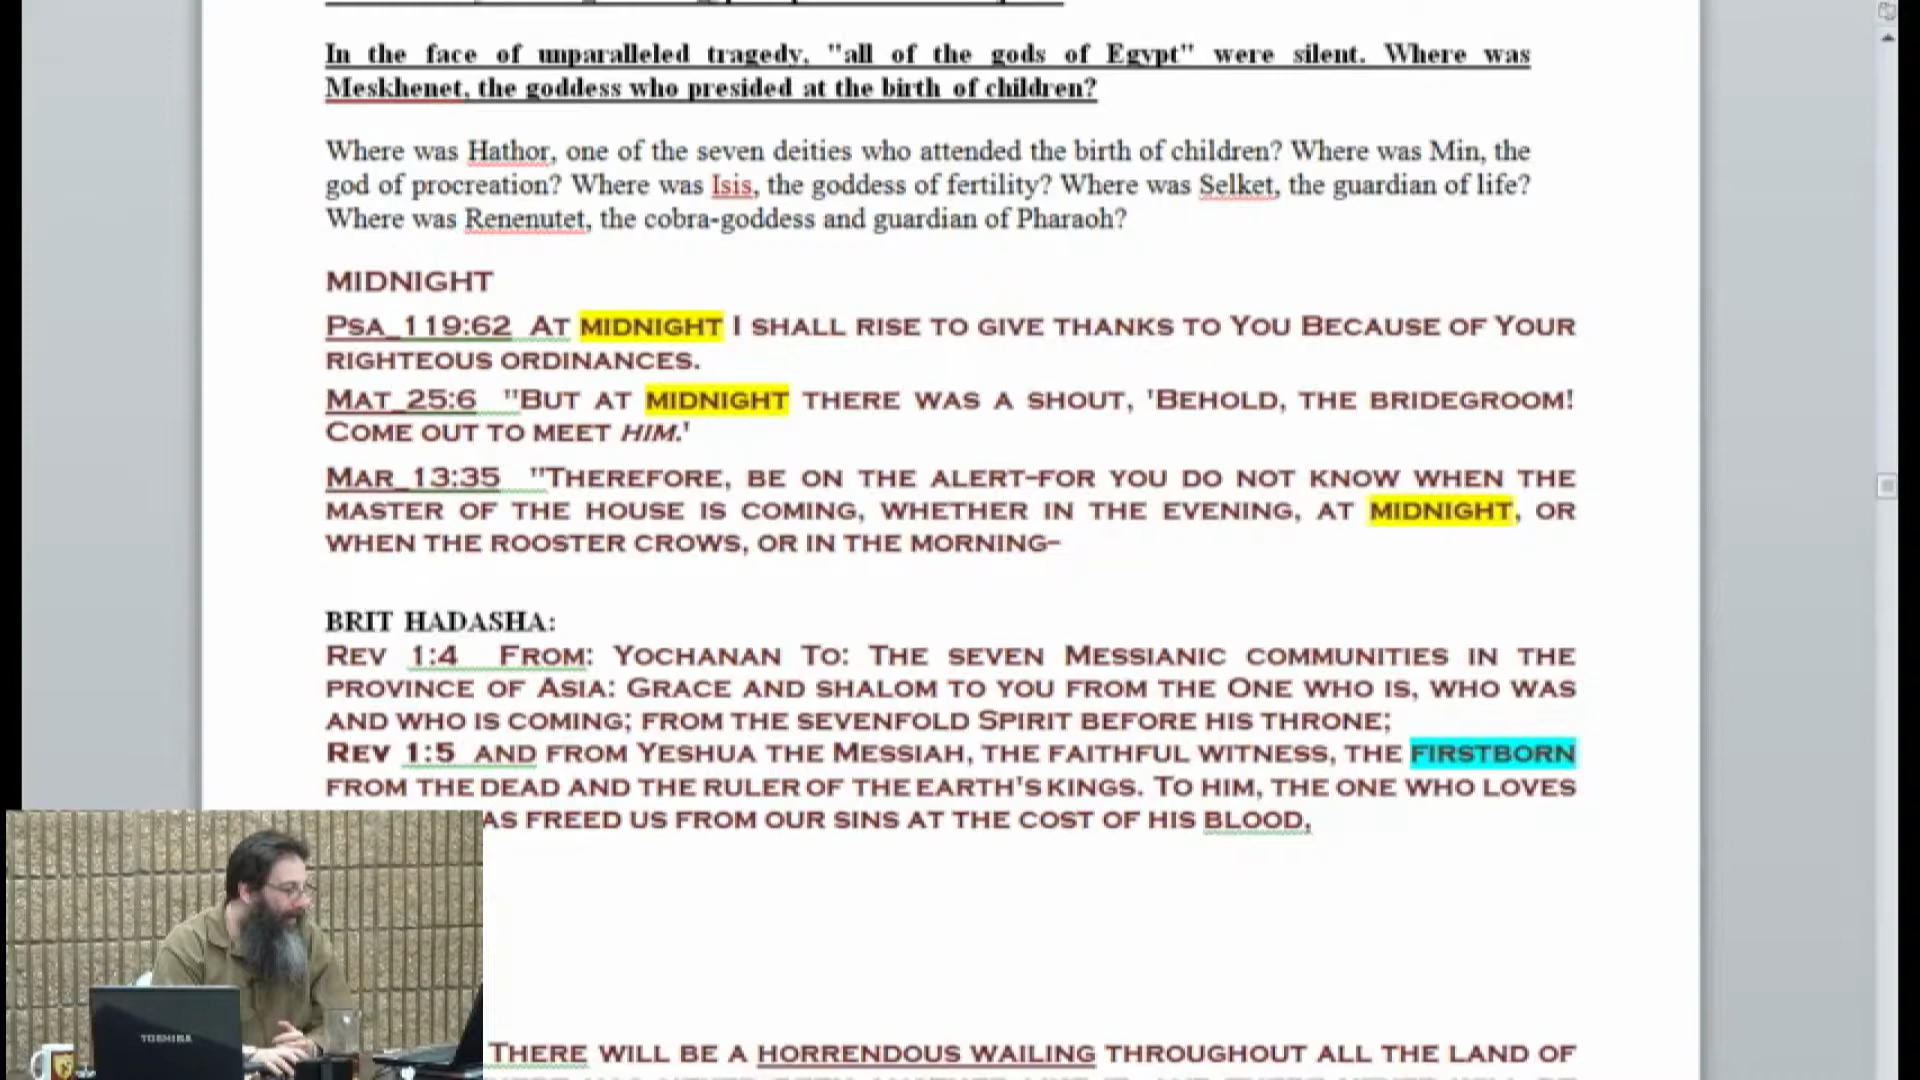 In the face of unparalleled tragedy, "all of the gods of Egypt" were silent. Where was
Meskhenet, the goddess who presided at the birth of children?
Where was Hathor, one of the seven deities who attended the birth of children? Where was Min, the
god of procreation? Where was Isis, the goddess of fertility? Where was Selket, the guardian of life?
Where was Renenutet, the cobra-goddess and guardian of Pharaoh?
MIDNIGHT
PSA_119:62 AT MIDNIGHT I SHALL RISE TO GIVE THANKS TO YOU BECAUSE OF YOUR
RIGHTEOUS ORDINANCES.
MAT_25:6 "BUT AT MIDNIGHT THERE WAS A SHOUT, 'BEHOLD, THE BRIDEGROOM!
COME OUT TO MEET HIM.'
MAR_13:35 "THEREFORE, BE ON THE ALERT–FOR YOU DO NOT KNOW WHEN THE
MASTER OF THE HOUSE IS COMING, WHETHER IN THE EVENING, AT MIDNIGHT, OR
WHEN THE ROOSTER CROWS, OR IN THE MORNING–
BRIT HADASHA:
REV 1:4 FROM: YOCHANAN TO: THE SEVEN MESSIANIC COMMUNITIES IN THE
PROVINCE OF ASIA: GRACE AND SHALOM TO YOU FROM THE ONE WHO IS, WHO WAS
AND WHO IS COMING; FROM THE SEVENFOLD SPIRIT BEFORE HIS THRONE;
REV 1:5 AND FROM YESHUA THE MESSIAH, THE FAITHFUL WITNESS, THE FIRSTBORN
FROM THE DEAD AND THE RULER OF THE EARTH'S KINGS. TO HIM, THE ONE WHO LOVES
AS FREED US FROM OUR SINS AT THE COST OF HIS BLOOD,
TOSHIBA
THERE WILL BE A HORRENDOUS WAILING THROUGHOUT ALL THE LAND OF